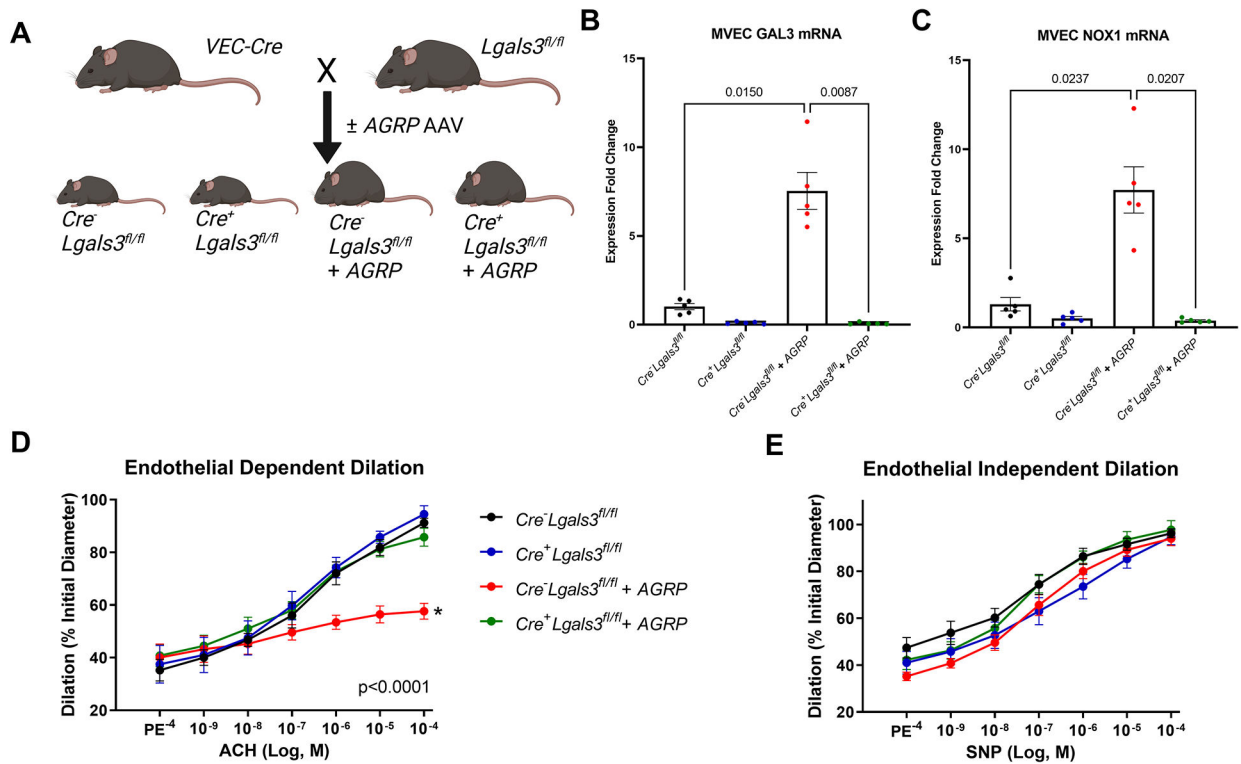 A
VEC-Cre
X
Lgals3fl/fl
± AGRP AAV
Cre-
Lgals3fl/fl
Cre+
Lgals3fl/fl
Cre-
Lgals3fl/fl
+ AGRP
Cre+
Lgals3fl/fl
+ AGRP
B
MVEC GAL3 mRNA
Expression Fold Change
15
10
5
0
0.0150
0.0087
Cre-Lgals3fl/fl
Cre+Lgals3fl/fl
Cre-Lgals3fl/fl + AGRP
Cre+Lgals3fl/fl + AGRP
C
MVEC NOX1 mRNA
Expression Fold Change
15
10
5
0
0.0237
0.0207
Cre-Lgals3fl/fl
Cre+Lgals3fl/fl
Cre-Lgals3fl/fl + AGRP
Cre+Lgals3fl/fl + AGRP
D
Endothelial Dependent Dilation
Dilation (% Initial Diameter)
100
80
60
40
20
*
p<0.0001
PE-4 10-9 10-8 10-7 10-6 10-5 10-4
ACH (Log, M)
Cre-Lgals3fl/fl
Cre+Lgals3fl/fl
Cre-Lgals3fl/fl + AGRP
Cre+Lgals3fl/fl + AGRP
E
Endothelial Independent Dilation
Dilation (% Initial Diameter)
100
80
60
40
20
PE-4 10-9 10-8 10-7 10-6 10-5 10-4
SNP (Log, M)